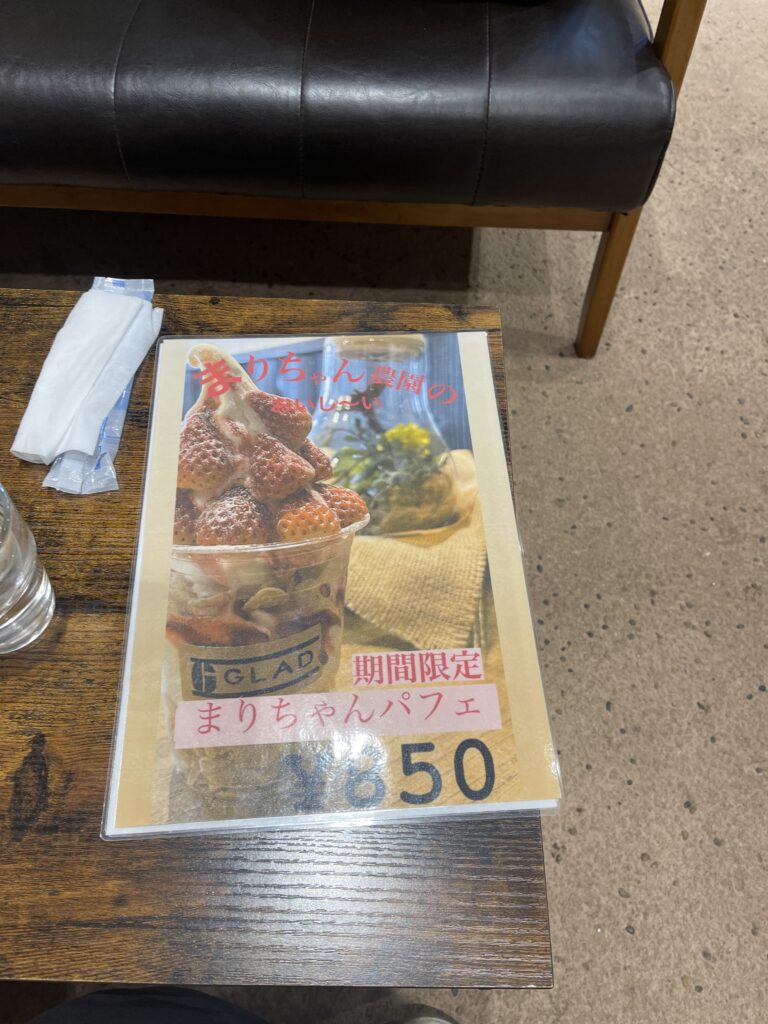 まりちゃん農園の
おいし～い
GLAD
期間限定
まりちゃんパフェ
¥850